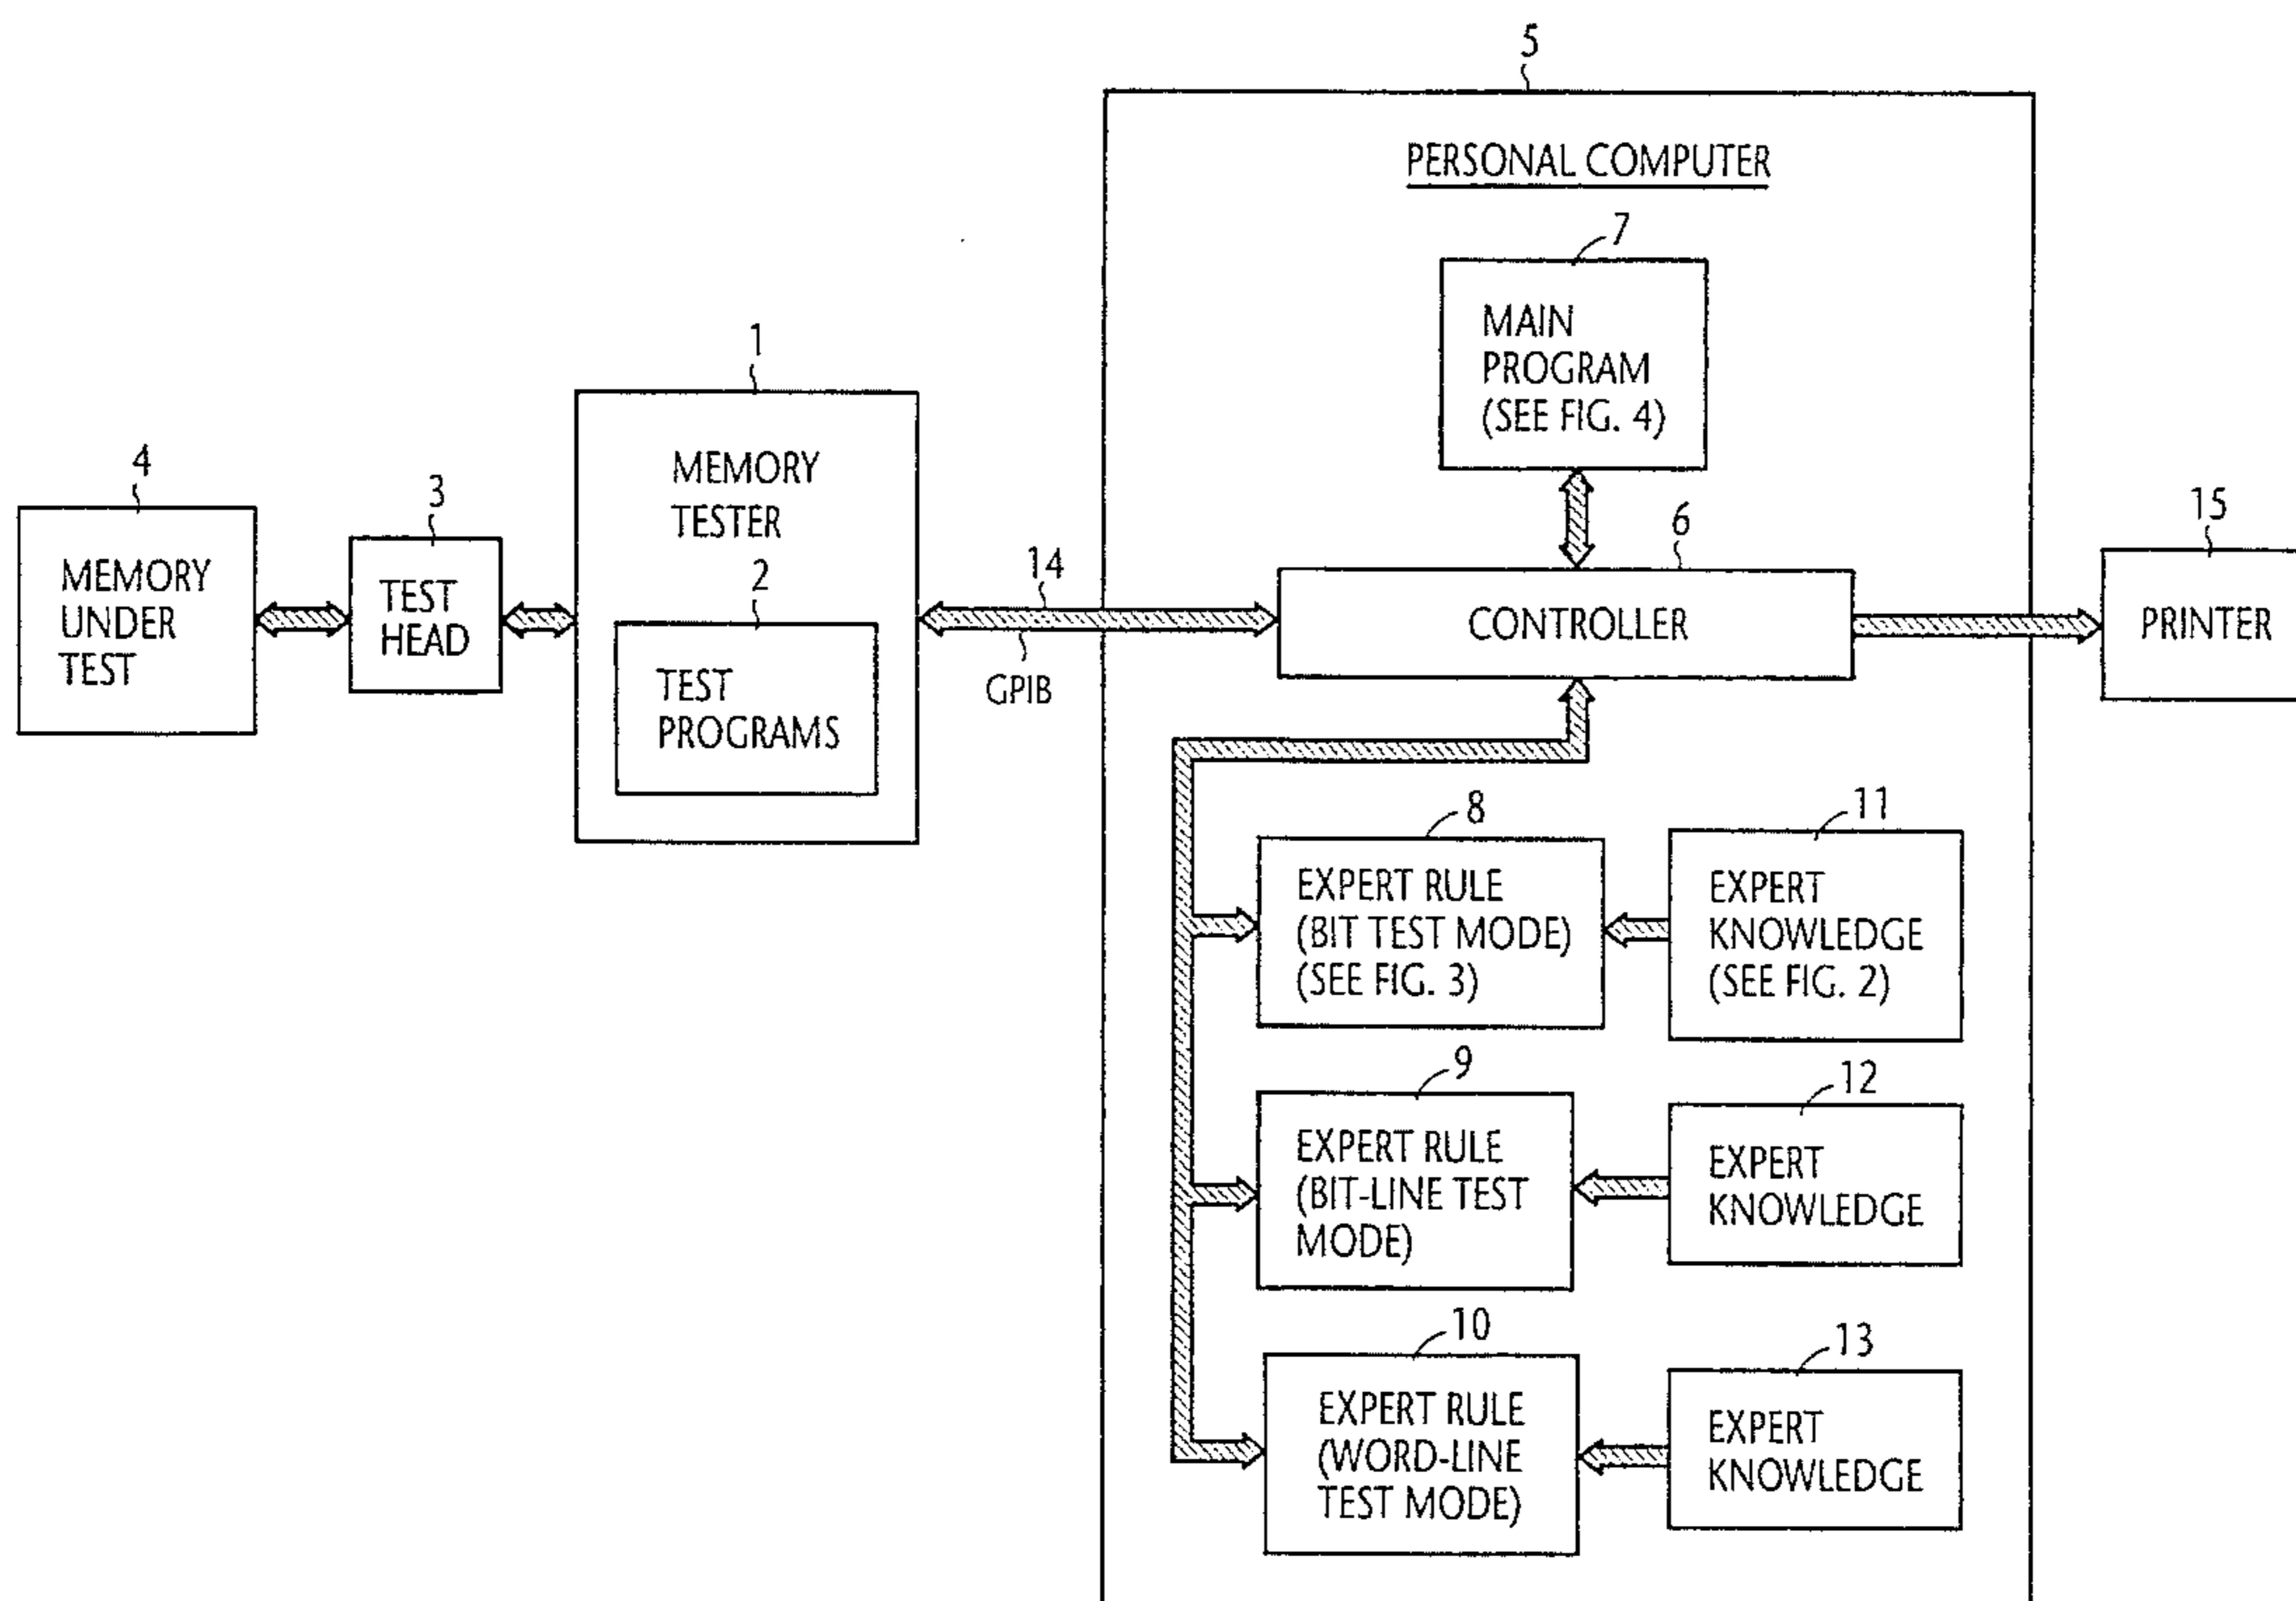 5
PERSONAL COMPUTER
7
MAIN
PROGRAM
(SEE FIG. 4)
1
MEMORY
TESTER
2
TEST
PROGRAMS
4
MEMORY
UNDER
TEST
3
TEST
HEAD
14
GPIB
6
CONTROLLER
15
PRINTER
8
EXPERT RULE
(BIT TEST MODE)
(SEE FIG. 3)
11
EXPERT
KNOWLEDGE
(SEE FIG. 2)
9
EXPERT RULE
(BIT-LINE TEST
MODE)
12
EXPERT
KNOWLEDGE
10
EXPERT RULE
(WORD-LINE
TEST MODE)
13
EXPERT
KNOWLEDGE